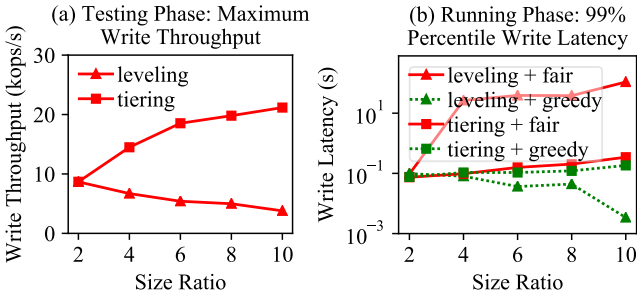 (a) Testing Phase: Maximum
Write Throughput
Write Throughput (kops/s)
30
20
10
0
leveling
tiering
2 4 6 8 10
Size Ratio
(b) Running Phase: 99%
Percentile Write Latency
Write Latency (s)
10¹
10⁻¹
10⁻³
leveling + fair
leveling + greedy
tiering + fair
tiering + greedy
2 4 6 8 10
Size Ratio